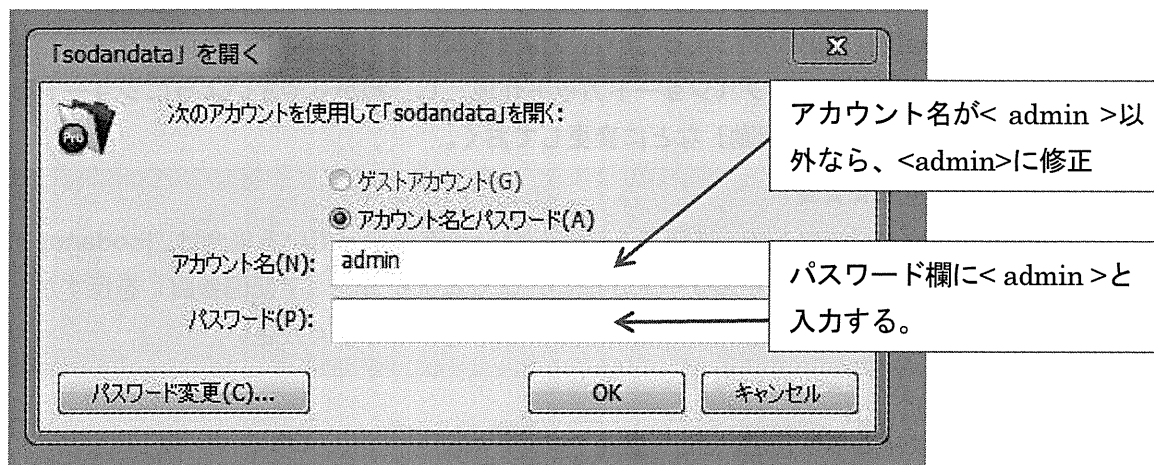 「sodandata」を開く
次のアカウントを使用して「sodandata」を開く:
Pro
ゲストアカウント(G)
アカウント名とパスワード(A)
アカウント名(N): admin
パスワード(P):
パスワード変更(C)...
OK
キャンセル
アカウント名が< admin >以
外なら、<admin>に修正
パスワード欄に< admin >と
入力する。